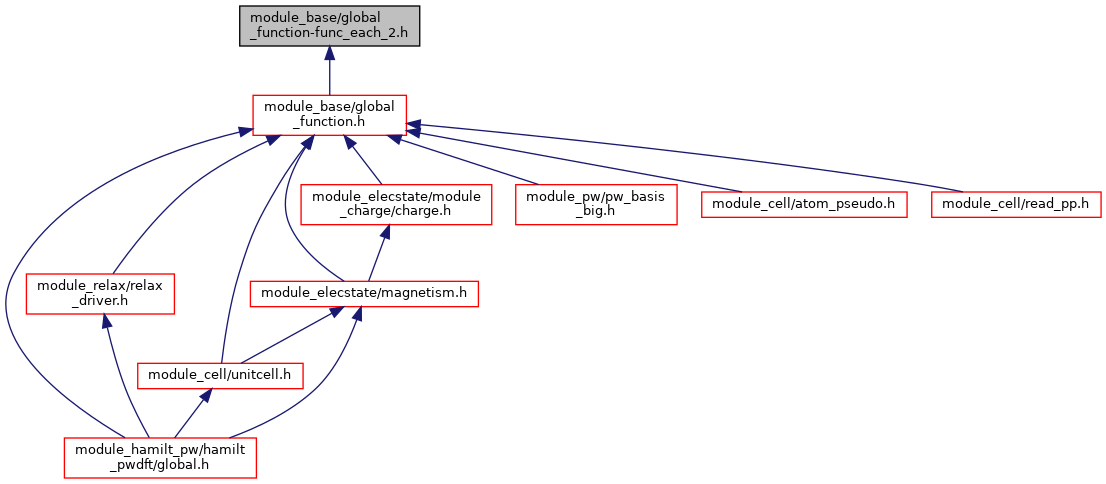 module_base/global
_function-func_each_2.h
module_base/global
_function.h
module_elecstate/module
_charge/charge.h
module_pw/pw_basis
_big.h
module_cell/atom_pseudo.h
module_cell/read_pp.h
module_relax/relax
_driver.h
module_elecstate/magnetism.h
module_cell/unitcell.h
module_hamilt_pw/hamilt
_pwdft/global.h